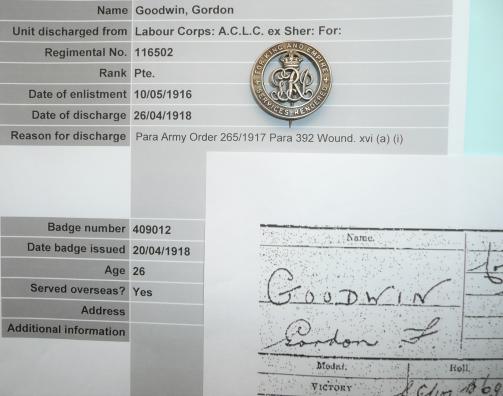 Name Goodwin, Gordon
Unit discharged from Labour Corps: A.C.L.C. ex Sher: For:
Regimental No. 116502
Rank Pte.
Date of enlistment 10/05/1916
Date of discharge 26/04/1918
Reason for discharge Para Army Order 265/1917 Para 392 Wound. xvi (a) (i)
FOR KING AND EMPIRE
SERVICES RENDERED
Badge number 409012
Date badge issued 20/04/1918
Age 26
Served overseas? Yes
Address
Additional information
Name.
GOODWIN
Gordon F
Medal. Roll.
VICTORY